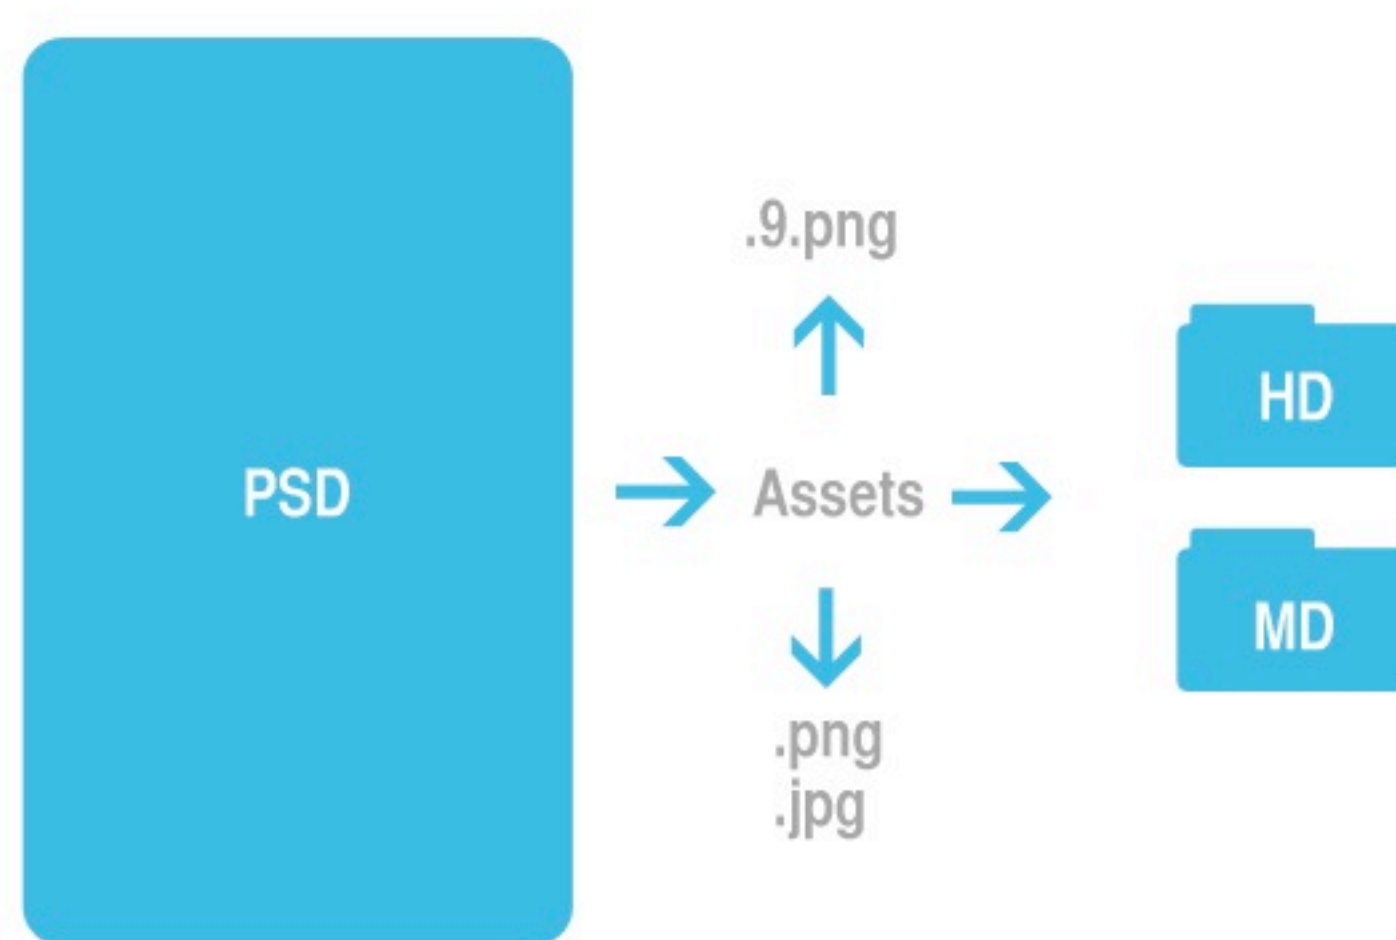 PSD
.9.png
Assets
.png
.jpg
HD
MD